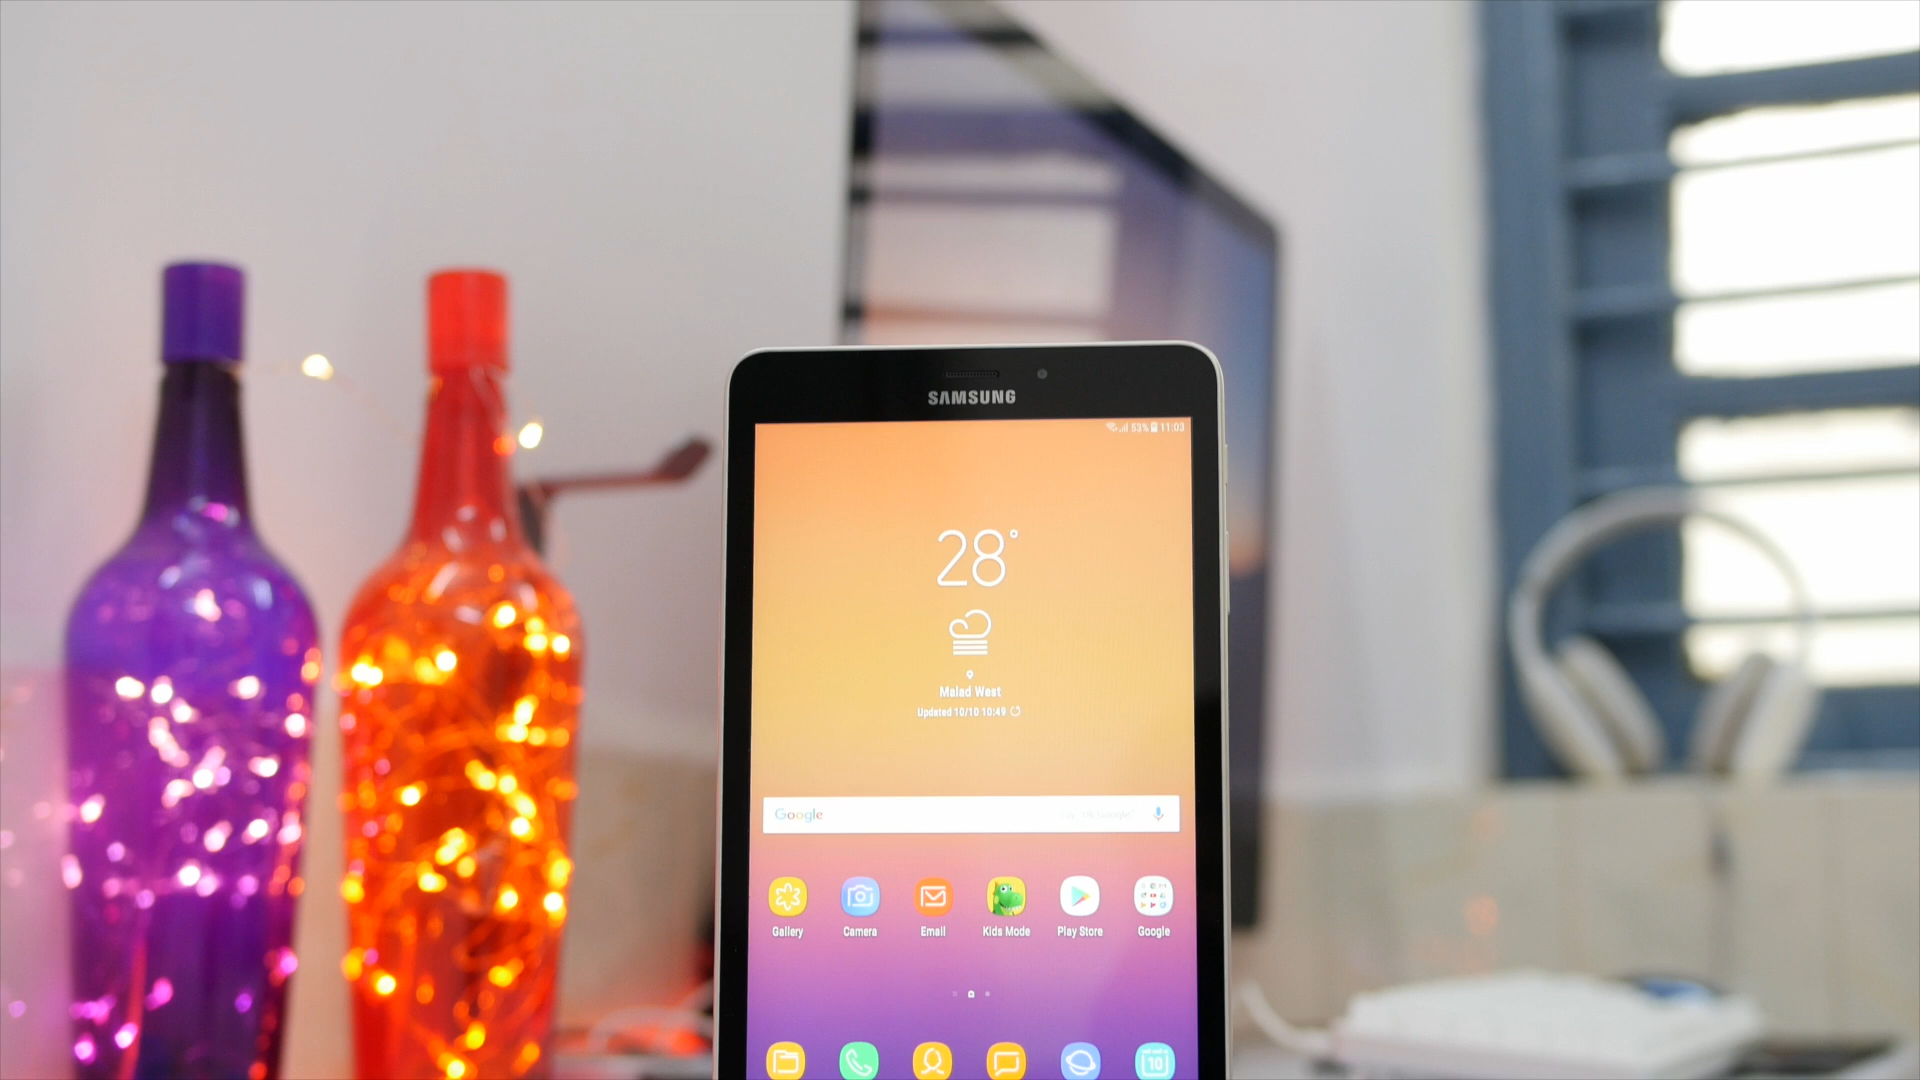 SAMSUNG
53% 11:03
28°
Malad West
Updated 10/10 10:49
Google
Gallery Camera Email Kids Mode Play Store Google
10